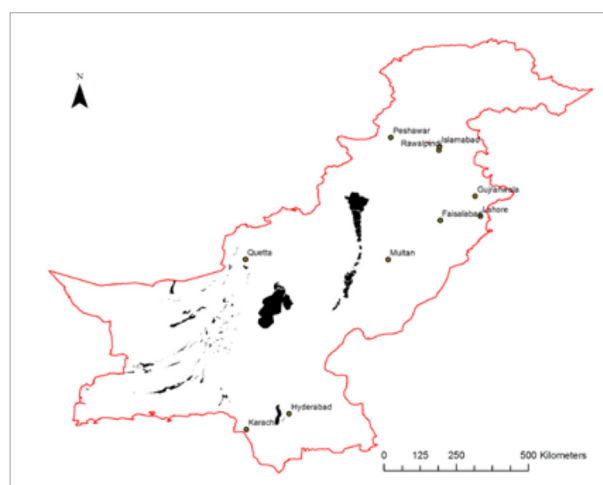 N
Peshawar
Islamabad
Rawalpindi
Gujranwala
Lahore
Faisalabad
Quetta
Multan
Hyderabad
Karachi
0 125 250 500 Kilometers